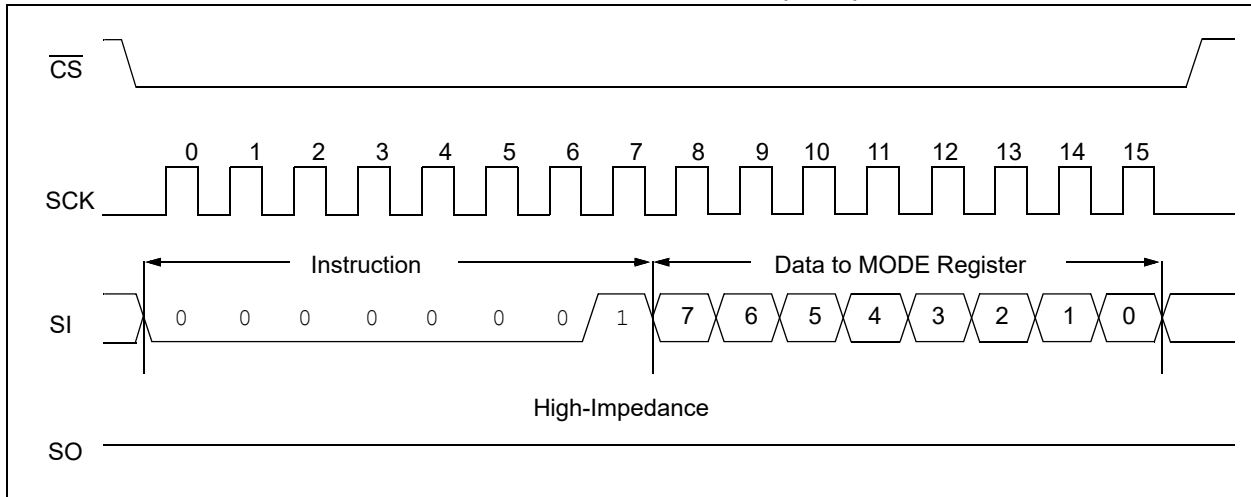 CS
0 1 2 3 4 5 6 7 8 9 10 11 12 13 14 15
SCK
Instruction Data to MODE Register
SI 0 0 0 0 0 0 0 1 7 6 5 4 3 2 1 0
High-Impedance
SO